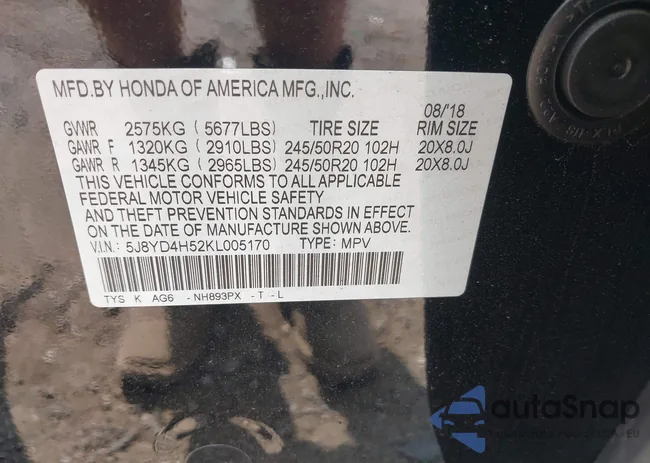 MFD.BY HONDA OF AMERICA MFG.,INC.
08/'18
GVWR 2575KG (5677LBS) TIRE SIZE RIM SIZE
GAWR F 1320KG (2910LBS) 245/50R20 102H 20X8.0J
GAWR R 1345KG (2965LBS) 245/50R20 102H 20X8.0J
THIS VEHICLE CONFORMS TO ALL APPLICABLE
FEDERAL MOTOR VEHICLE SAFETY
AND THEFT PREVENTION STANDARDS IN EFFECT
ON THE DATE OF MANUFACTURE SHOWN ABOVE.
V.I.N.: 5J8YD4H52KL005170 TYPE: MPV
TYS K AG6 - NH893PX - T - L
autoSnap